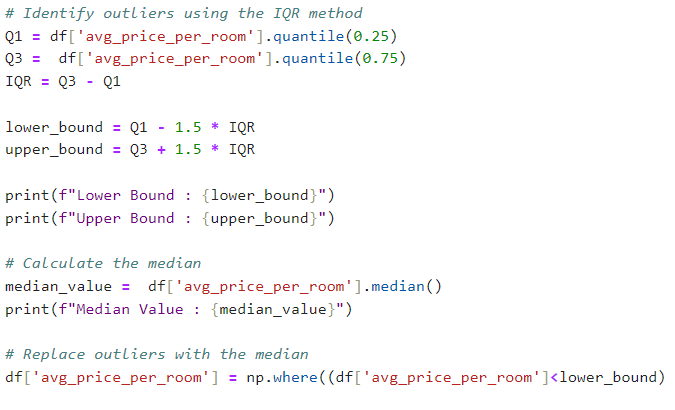 # Identify outliers using the IQR method
Q1 = df['avg_price_per_room'].quantile(0.25)
Q3 =  df['avg_price_per_room'].quantile(0.75)
IQR = Q3 - Q1
lower_bound = Q1 - 1.5 * IQR
upper_bound = Q3 + 1.5 * IQR
print(f"Lower Bound : {lower_bound}")
print(f"Upper Bound : {upper_bound}")
# Calculate the median
median_value =  df['avg_price_per_room'].median()
print(f"Median Value : {median_value}")
# Replace outliers with the median
df['avg_price_per_room'] = np.where((df['avg_price_per_room']<lower_bound)